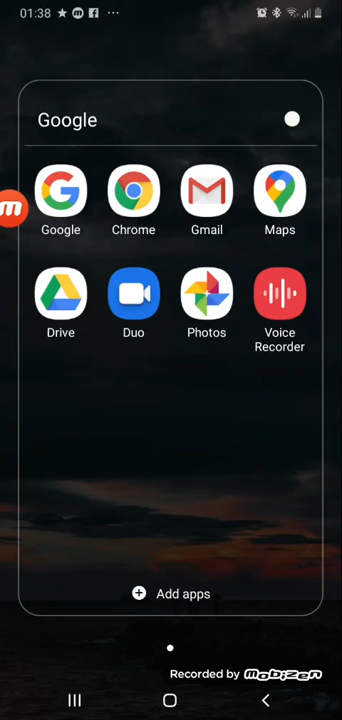 01:38
Google
Google Chrome Gmail Maps
Drive Duo Photos Voice
Recorder
Add apps
Recorded by Mobizen